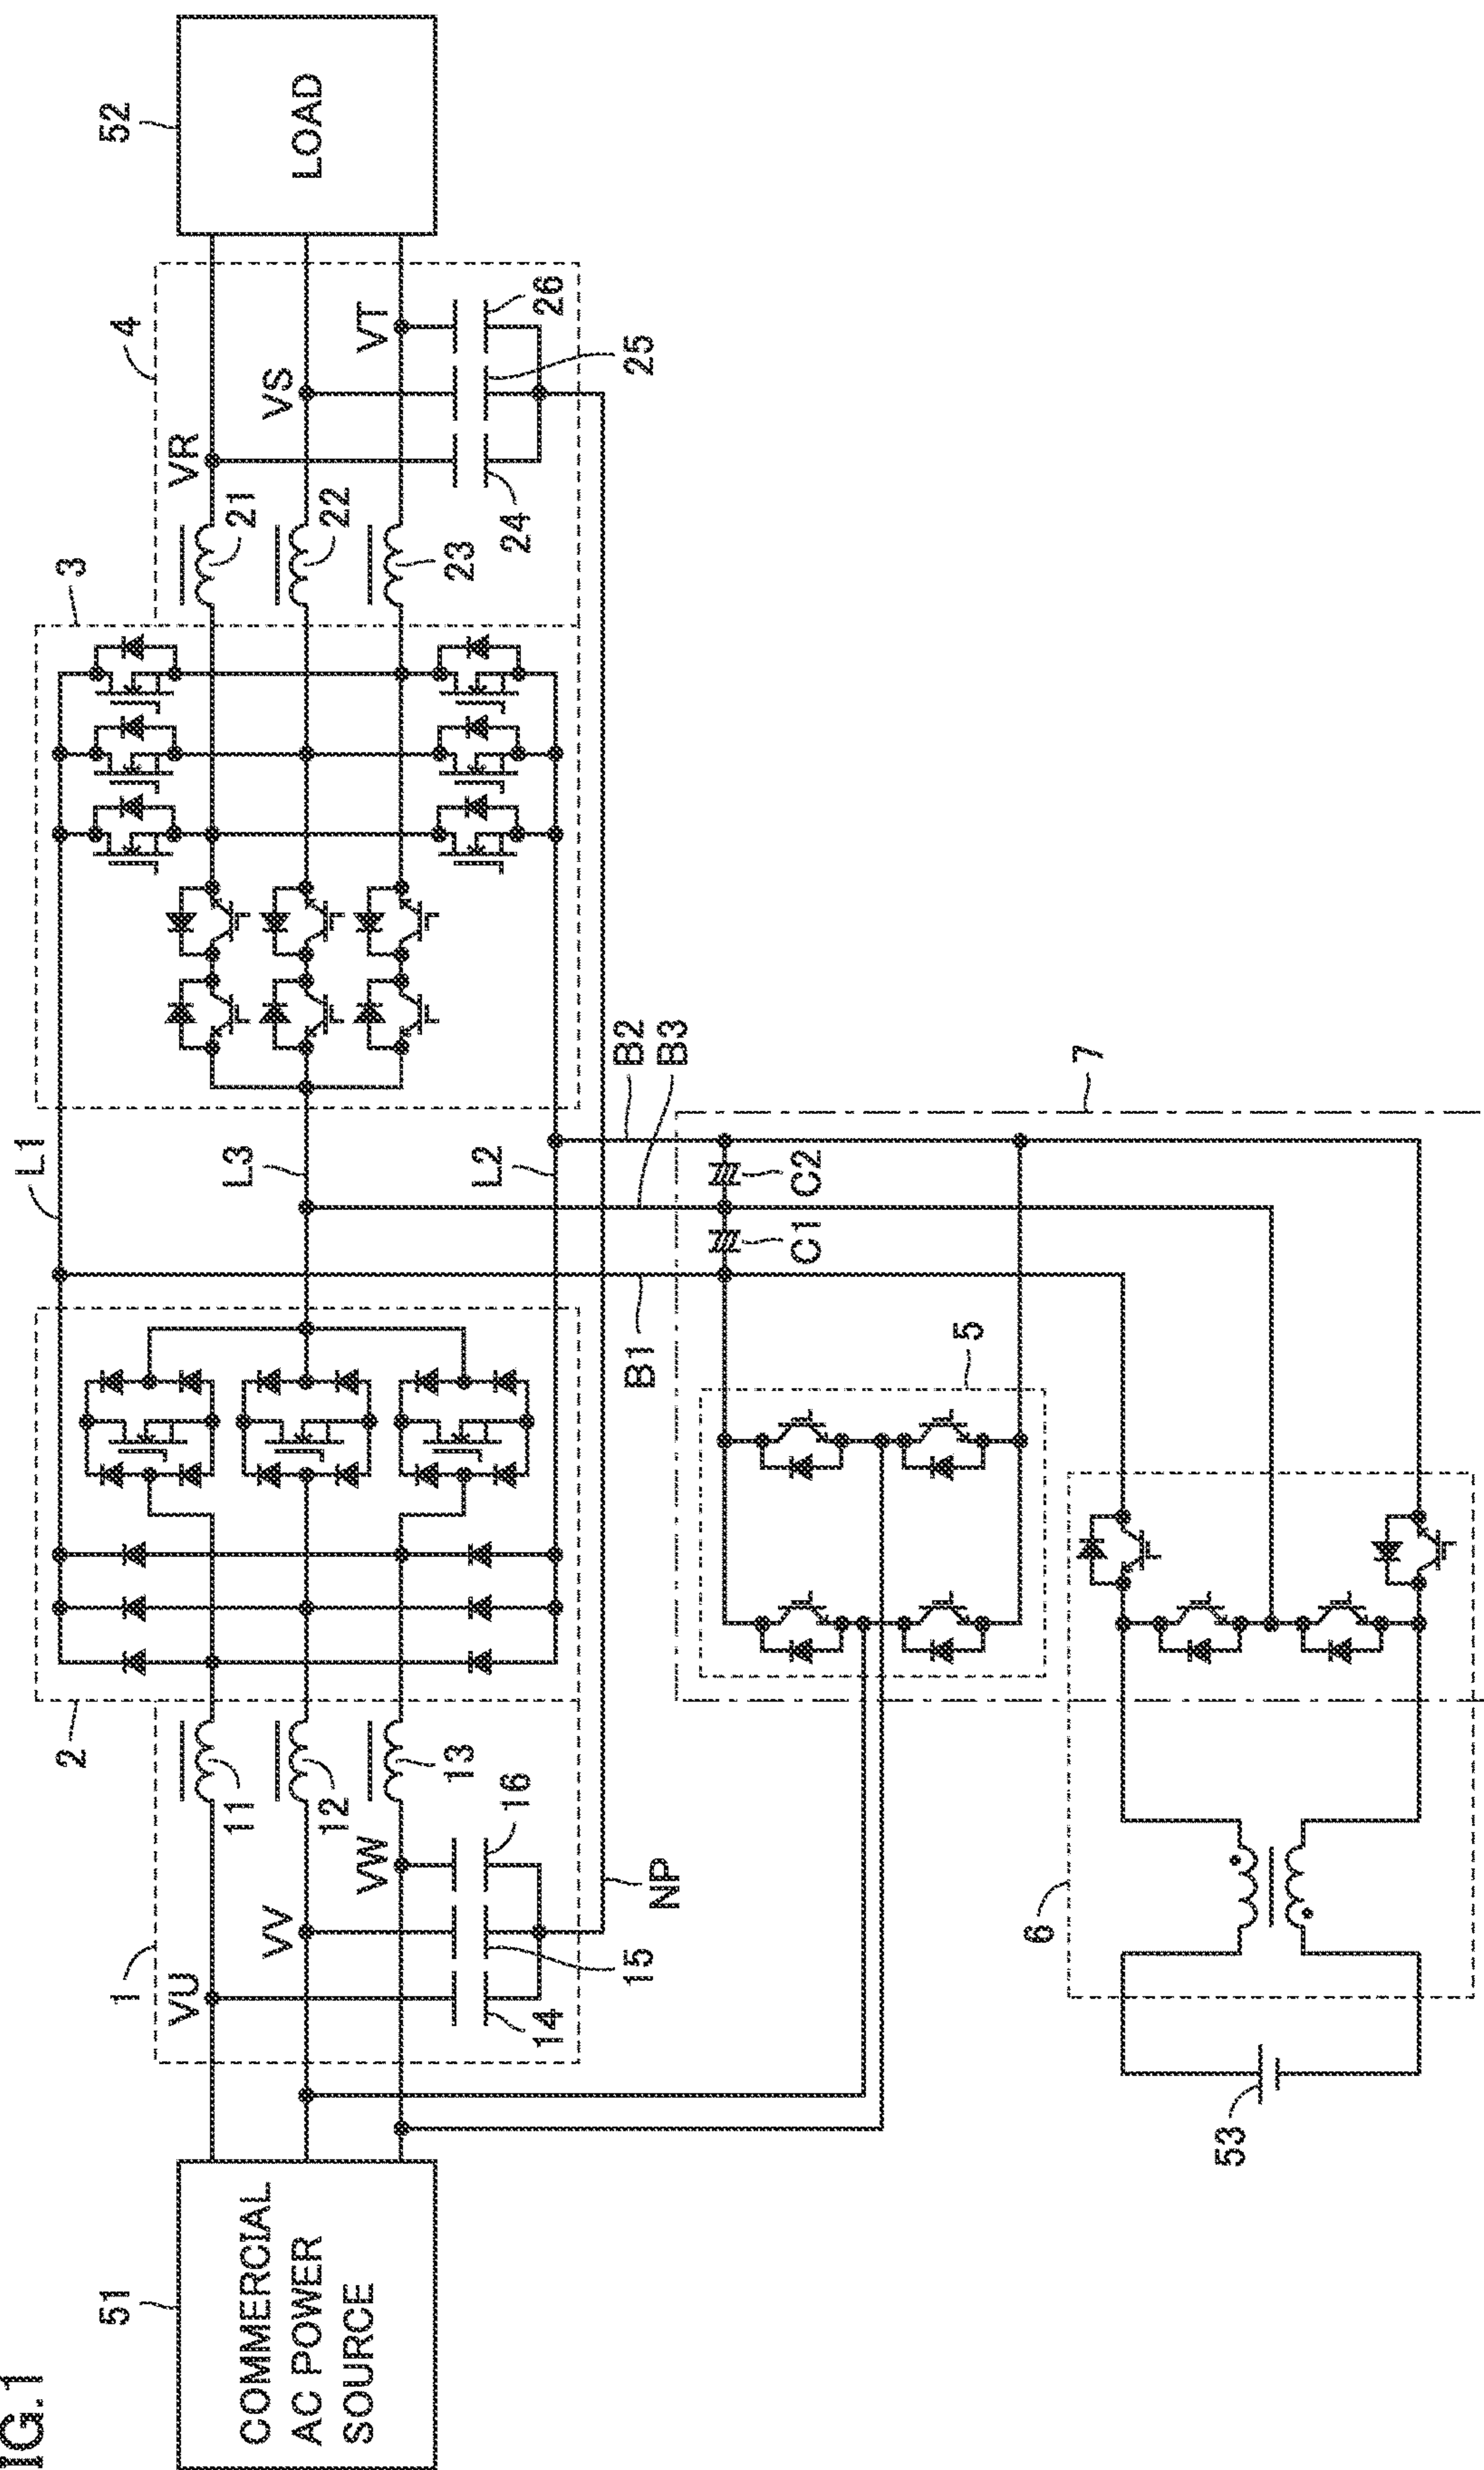 FIG.1
L1
2
3
51
1
4
52
VU
VR
11
L3
21
COMMERCIAL
AC POWER
SOURCE
VV
VS
LOAD
12
22
VW
VT
13
23
L2
16
24
14
26
15
B1
B2
25
NP
B3
C1
C2
5
6
7
53